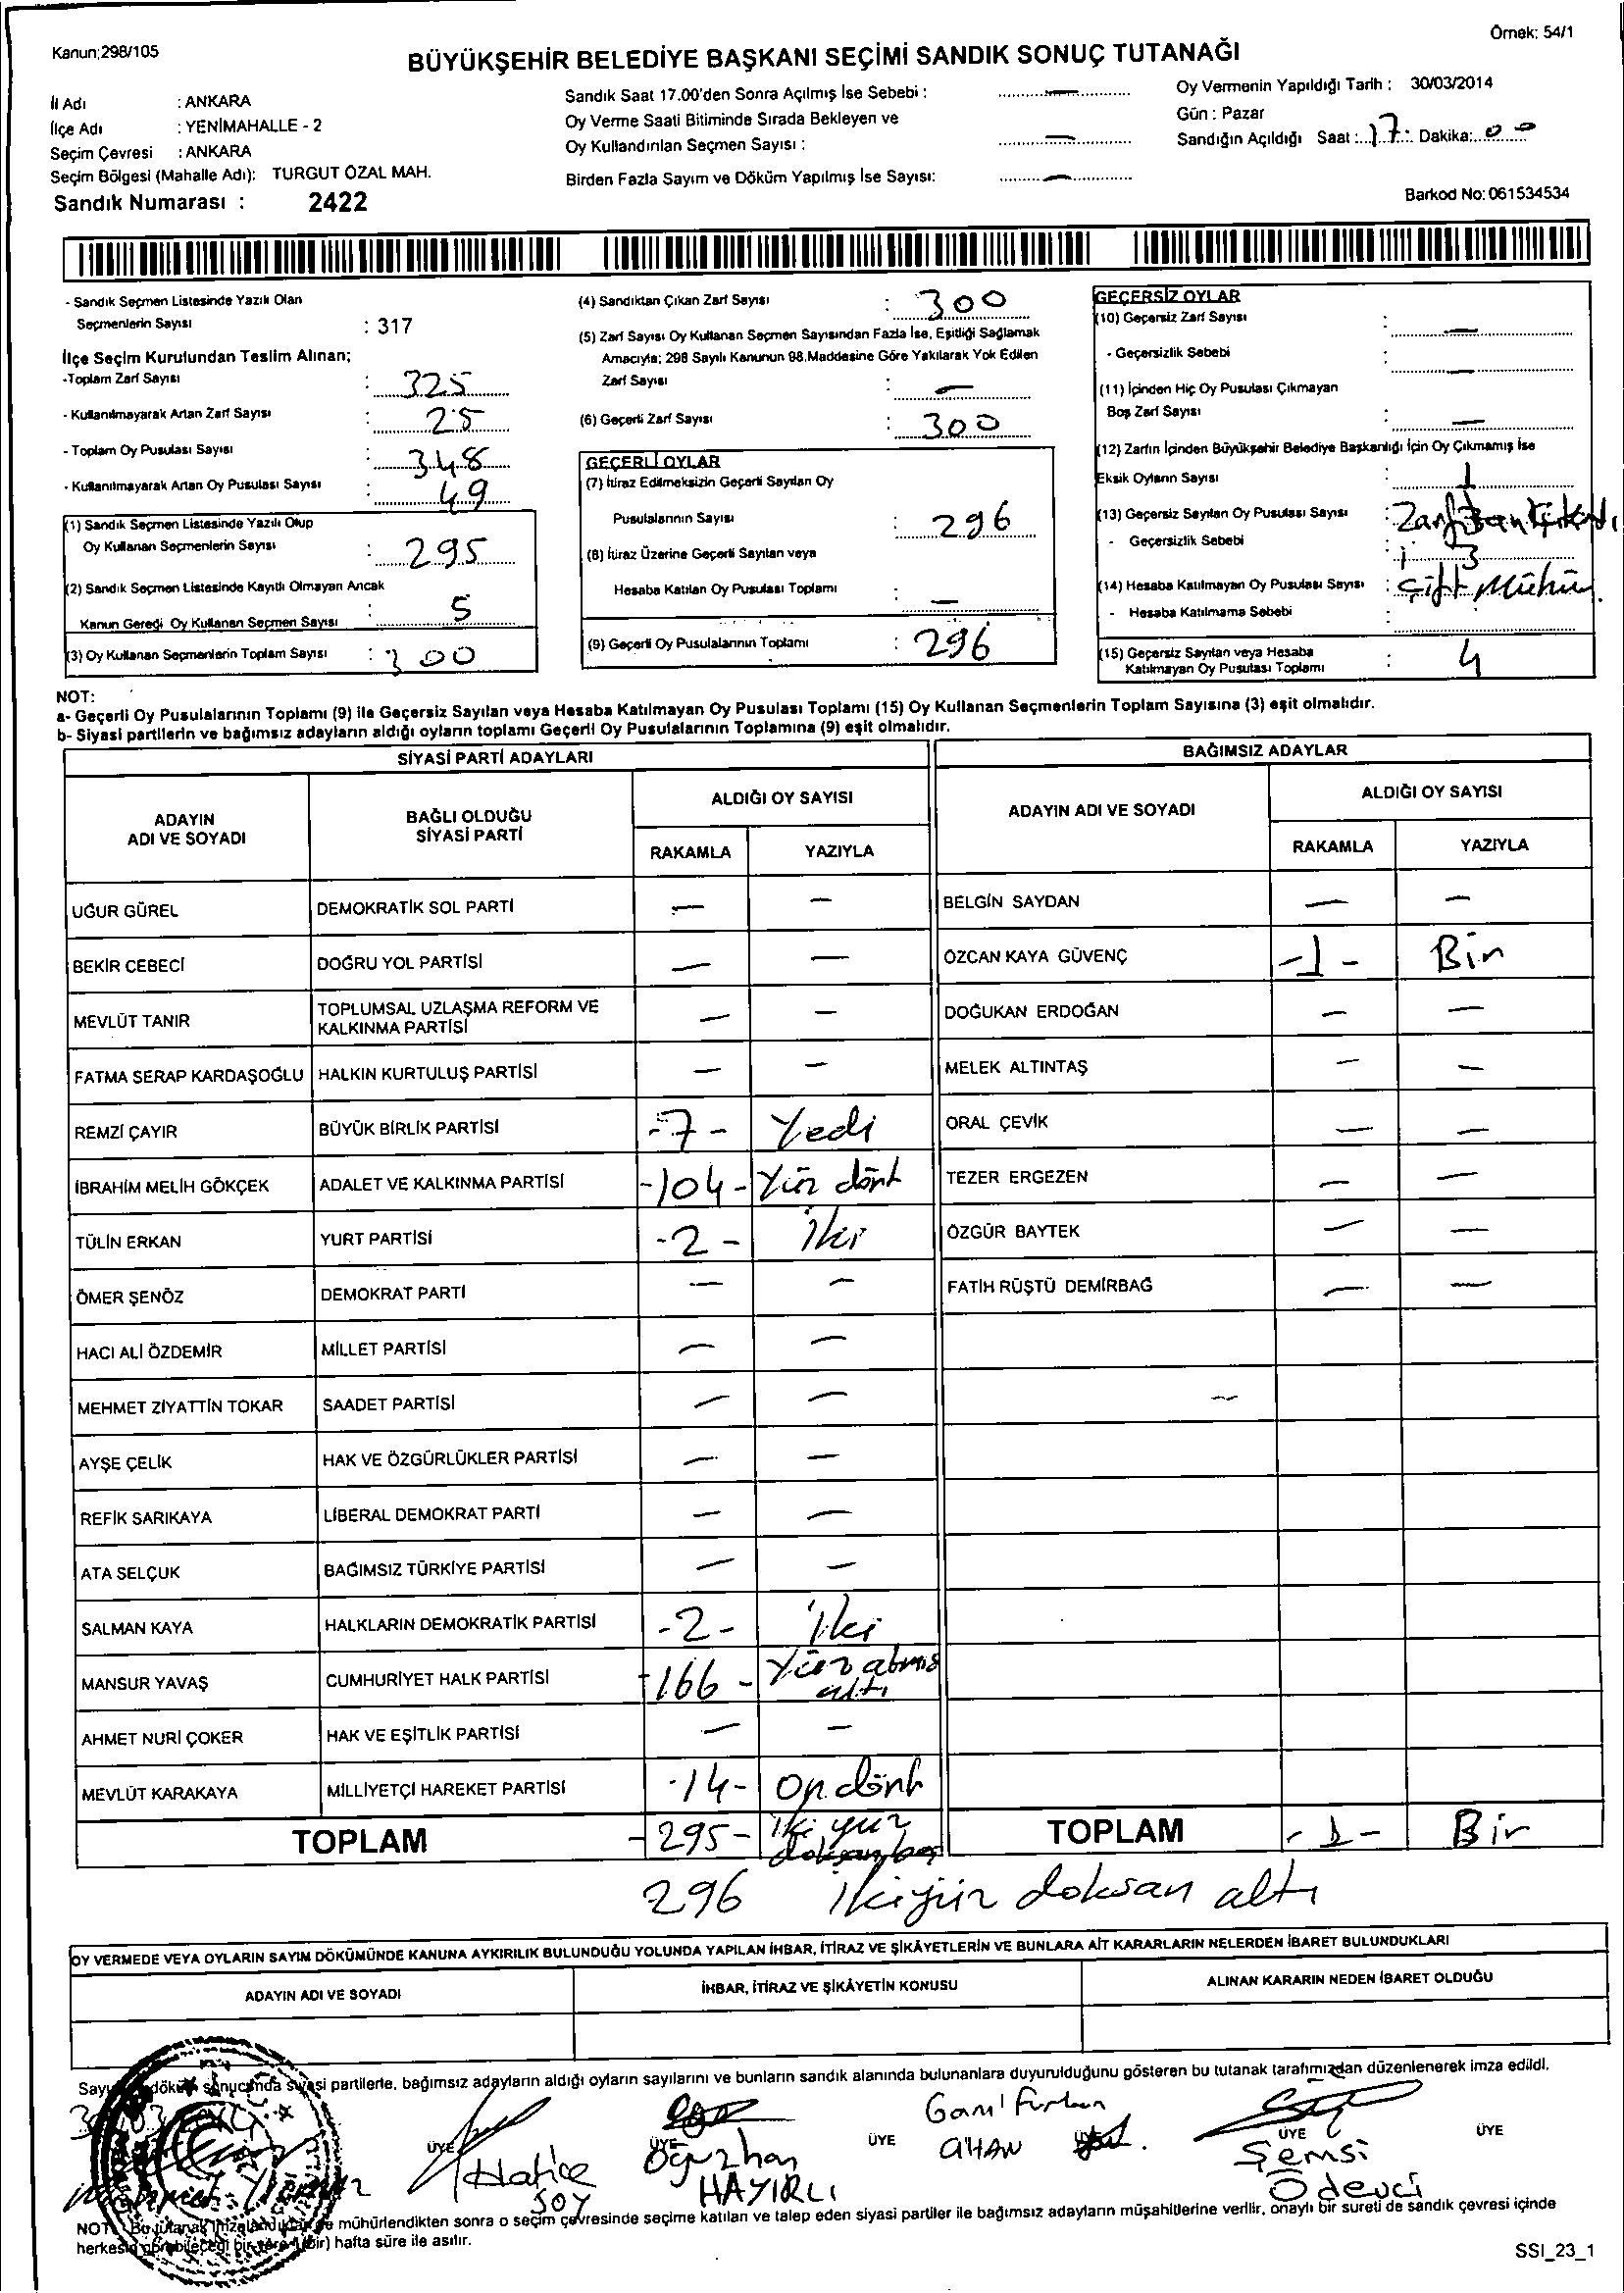 Kanun;298/105
Örnek: 54/1
BÜYÜKŞEHİR BELEDİYE BAŞKANI SEÇİMİ SANDIK SONUÇ TUTANAĞI
İl Adı : ANKARA
İlçe Adı : YENİMAHALLE - 2
Seçim Çevresi : ANKARA
Seçim Bölgesi (Mahalle Adı): TURGUT ÖZAL MAH.
Sandık Numarası : 2422
Sandık Saat 17.00'den Sonra Açılmış İse Sebebi : —
Oy Verme Saati Bitiminde Sırada Bekleyen ve
Oy Kullandırılan Seçmen Sayısı : —
Birden Fazla Sayım ve Döküm Yapılmış İse Sayısı: —
Oy Vermenin Yapıldığı Tarih : 30/03/2014
Gün : Pazar
Sandığın Açıldığı Saat : 17 : Dakika: 00
Barkod No: 061534534
- Sandık Seçmen Listesinde Yazılı Olan
Seçmenlerin Sayısı : 317
İlçe Seçim Kurulundan Teslim Alınan;
-Toplam Zarf Sayısı : 325
- Kullanılmayarak Artan Zarf Sayısı : 25
- Toplam Oy Pusulası Sayısı : 348
- Kullanılmayarak Artan Oy Pusulası Sayısı : 49
(1) Sandık Seçmen Listesinde Yazılı Olup
Oy Kullanan Seçmenlerin Sayısı : 295
(2) Sandık Seçmen Listesinde Kayıtlı Olmayan Ancak
Kanun Gereği Oy Kullanan Seçmen Sayısı : 5
(3) Oy Kullanan Seçmenlerin Toplam Sayısı : 300
(4) Sandıktan Çıkan Zarf Sayısı : 300
(5) Zarf Sayısı Oy Kullanan Seçmen Sayısından Fazla İse, Eşitliği Sağlamak
Amacıyla; 298 Sayılı Kanunun 98.Maddesine Göre Yakılarak Yok Edilen
Zarf Sayısı : —
(6) Geçerli Zarf Sayısı : 300
GEÇERLİ OYLAR
(7) İtiraz Edilmeksizin Geçerli Sayılan Oy
Pusulalarının Sayısı : 296
(8) İtiraz Üzerine Geçerli Sayılan veya
Hesaba Katılan Oy Pusulası Toplamı : —
(9) Geçerli Oy Pusulalarının Toplamı : 296
GEÇERSİZ OYLAR
(10) Geçersiz Zarf Sayısı : —
- Geçersizlik Sebebi : —
(11) İçinden Hiç Oy Pusulası Çıkmayan
Boş Zarf Sayısı : —
(12) Zarfın İçinden Büyükşehir Belediye Başkanlığı İçin Oy Çıkmamış İse
Eksik Oyların Sayısı : 1
(13) Geçersiz Sayılan Oy Pusulası Sayısı :
- Geçersizlik Sebebi : 3
(14) Hesaba Katılmayan Oy Pusulası Sayısı : Çift Mühür.
- Hesaba Katılmama Sebebi :
(15) Geçersiz Sayılan veya Hesaba
Katılmayan Oy Pusulası Toplamı : 4
NOT:
a- Geçerli Oy Pusulalarının Toplamı (9) ile Geçersiz Sayılan veya Hesaba Katılmayan Oy Pusulası Toplamı (15) Oy Kullanan Seçmenlerin Toplam Sayısına (3) eşit olmalıdır.
b- Siyasi partilerin ve bağımsız adayların aldığı oyların toplamı Geçerli Oy Pusulalarının Toplamına (9) eşit olmalıdır.
SİYASİ PARTİ ADAYLARI
ADAYIN ADI VE SOYADI
BAĞLI OLDUĞU SİYASİ PARTİ
ALDIĞI OY SAYISI
RAKAMLA YAZIYLA
UĞUR GÜREL DEMOKRATİK SOL PARTİ — —
BEKİR CEBECİ DOĞRU YOL PARTİSİ — —
MEVLÜT TANIR TOPLUMSAL UZLAŞMA REFORM VE KALKINMA PARTİSİ — —
FATMA SERAP KARDAŞOĞLU HALKIN KURTULUŞ PARTİSİ — —
REMZİ ÇAYIR BÜYÜK BİRLİK PARTİSİ -7- Yedi
İBRAHİM MELİH GÖKÇEK ADALET VE KALKINMA PARTİSİ -104- Yüz dört
TÜLİN ERKAN YURT PARTİSİ -2- İki
ÖMER ŞENÖZ DEMOKRAT PARTİ — —
HACI ALİ ÖZDEMİR MİLLET PARTİSİ — —
MEHMET ZİYATTİN TOKAR SAADET PARTİSİ — —
AYŞE ÇELİK HAK VE ÖZGÜRLÜKLER PARTİSİ — —
REFİK SARIKAYA LİBERAL DEMOKRAT PARTİ — —
ATA SELÇUK BAĞIMSIZ TÜRKİYE PARTİSİ — —
SALMAN KAYA HALKLARIN DEMOKRATİK PARTİSİ -2- İki
MANSUR YAVAŞ CUMHURİYET HALK PARTİSİ -166- Yüz atmış altı
AHMET NURİ ÇOKER HAK VE EŞİTLİK PARTİSİ — —
MEVLÜT KARAKAYA MİLLİYETÇİ HAREKET PARTİSİ -14- On dört
TOPLAM -295- İki yüz doksan beş
BAĞIMSIZ ADAYLAR
ADAYIN ADI VE SOYADI
ALDIĞI OY SAYISI
RAKAMLA YAZIYLA
BELGİN SAYDAN — —
ÖZCAN KAYA GÜVENÇ -1- Bir
DOĞUKAN ERDOĞAN — —
MELEK ALTINTAŞ — —
ORAL ÇEVİK — —
TEZER ERGEZEN — —
ÖZGÜR BAYTEK — —
FATİH RÜŞTÜ DEMİRBAĞ — —
TOPLAM -1- Bir
296 İkiyüz doksan altı
OY VERMEDE VEYA OYLARIN SAYIM DÖKÜMÜNDE KANUNA AYKIRILIK BULUNDUĞU YOLUNDA YAPILAN İHBAR, İTİRAZ VE ŞİKÂYETLERİN VE BUNLARA AİT KARARLARIN NELERDEN İBARET BULUNDUKLARI
ADAYIN ADI VE SOYADI
İHBAR, İTİRAZ VE ŞİKÂYETİN KONUSU
ALINAN KARARIN NEDEN İBARET OLDUĞU
siyasi partilerle, bağımsız adayların aldığı oyların sayılarını ve bunların sandık alanında bulunanlara duyurulduğunu gösteren bu tutanak tarafımızdan düzenlenerek imza edildi.
ÜYE ÜYE ÜYE ÜYE ÜYE
Hatice SOY
Oğuzhan HAYIRLI
Şemsi Ödevci
NOT: Bu tutanak imzalandıktan ve mühürlendikten sonra o seçim çevresinde seçime katılan ve talep eden siyasi partiler ile bağımsız adayların müşahitlerine verilir, onaylı bir sureti de sandık çevresi içinde
herkesin görebileceği bir yere 1 (bir) hafta süre ile asılır.
SSI_23_1